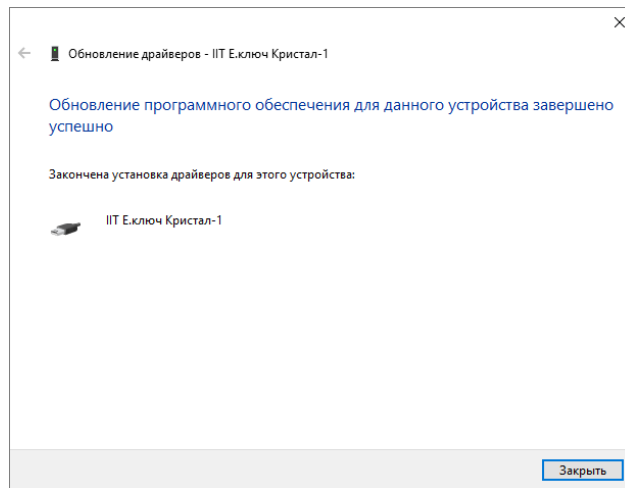 Обновление драйверов - IIT Е.ключ Кристал-1
Обновление программного обеспечения для данного устройства завершено
успешно
Закончена установка драйверов для этого устройства:
IIT Е.ключ Кристал-1
Закрыть